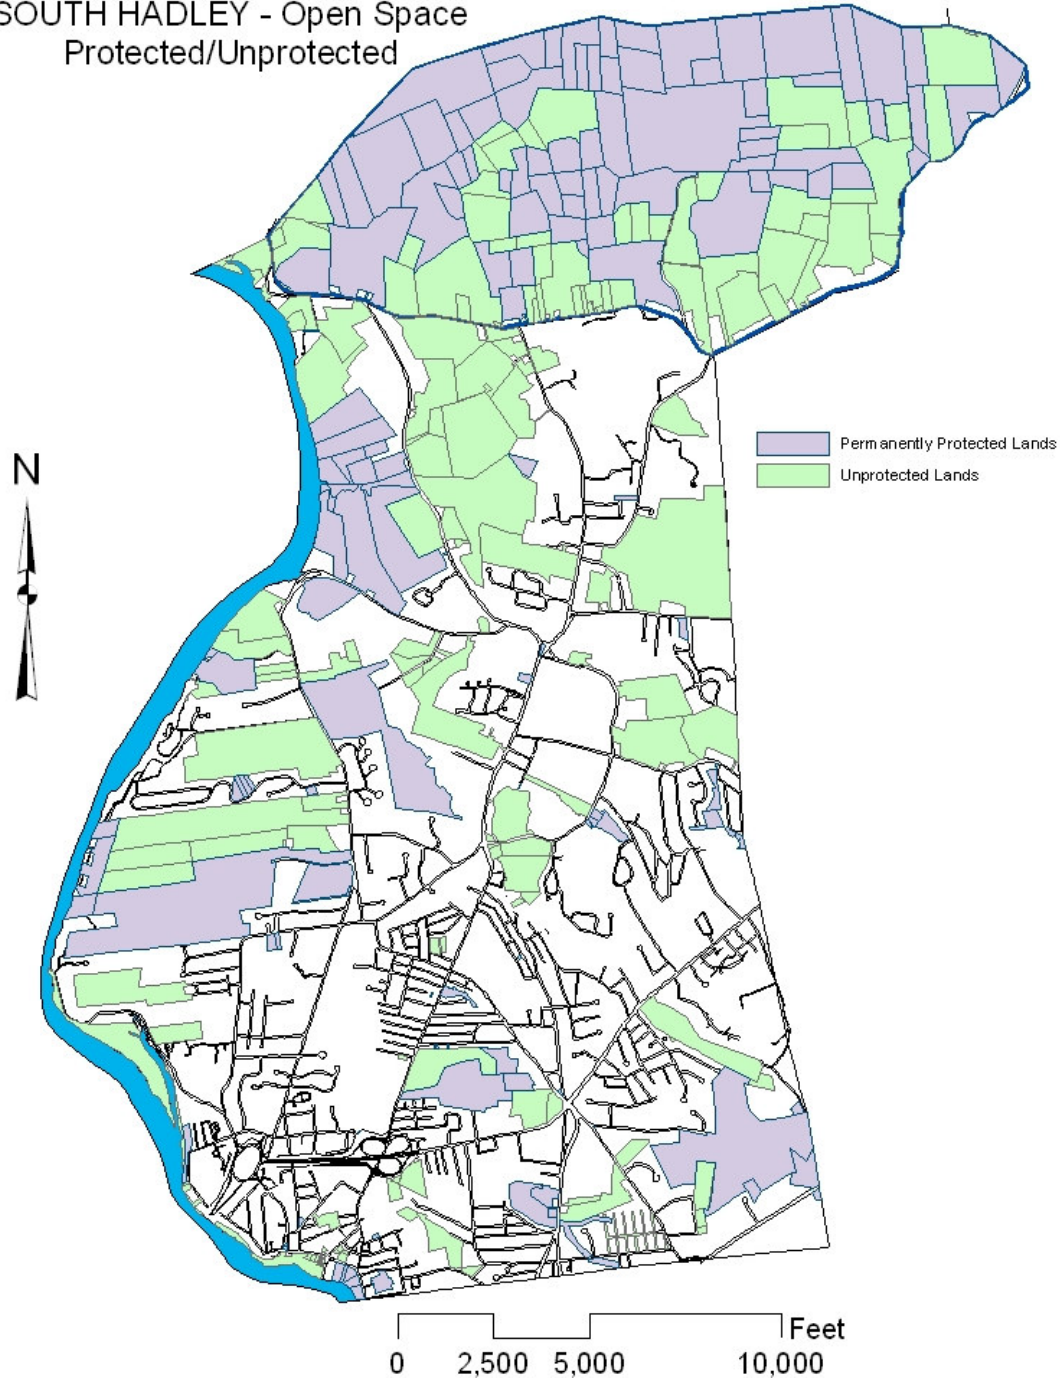 SOUTH HADLEY - Open Space
Protected/Unprotected
Permanently Protected Lands
Unprotected Lands
N
Feet
0 2,500 5,000 10,000